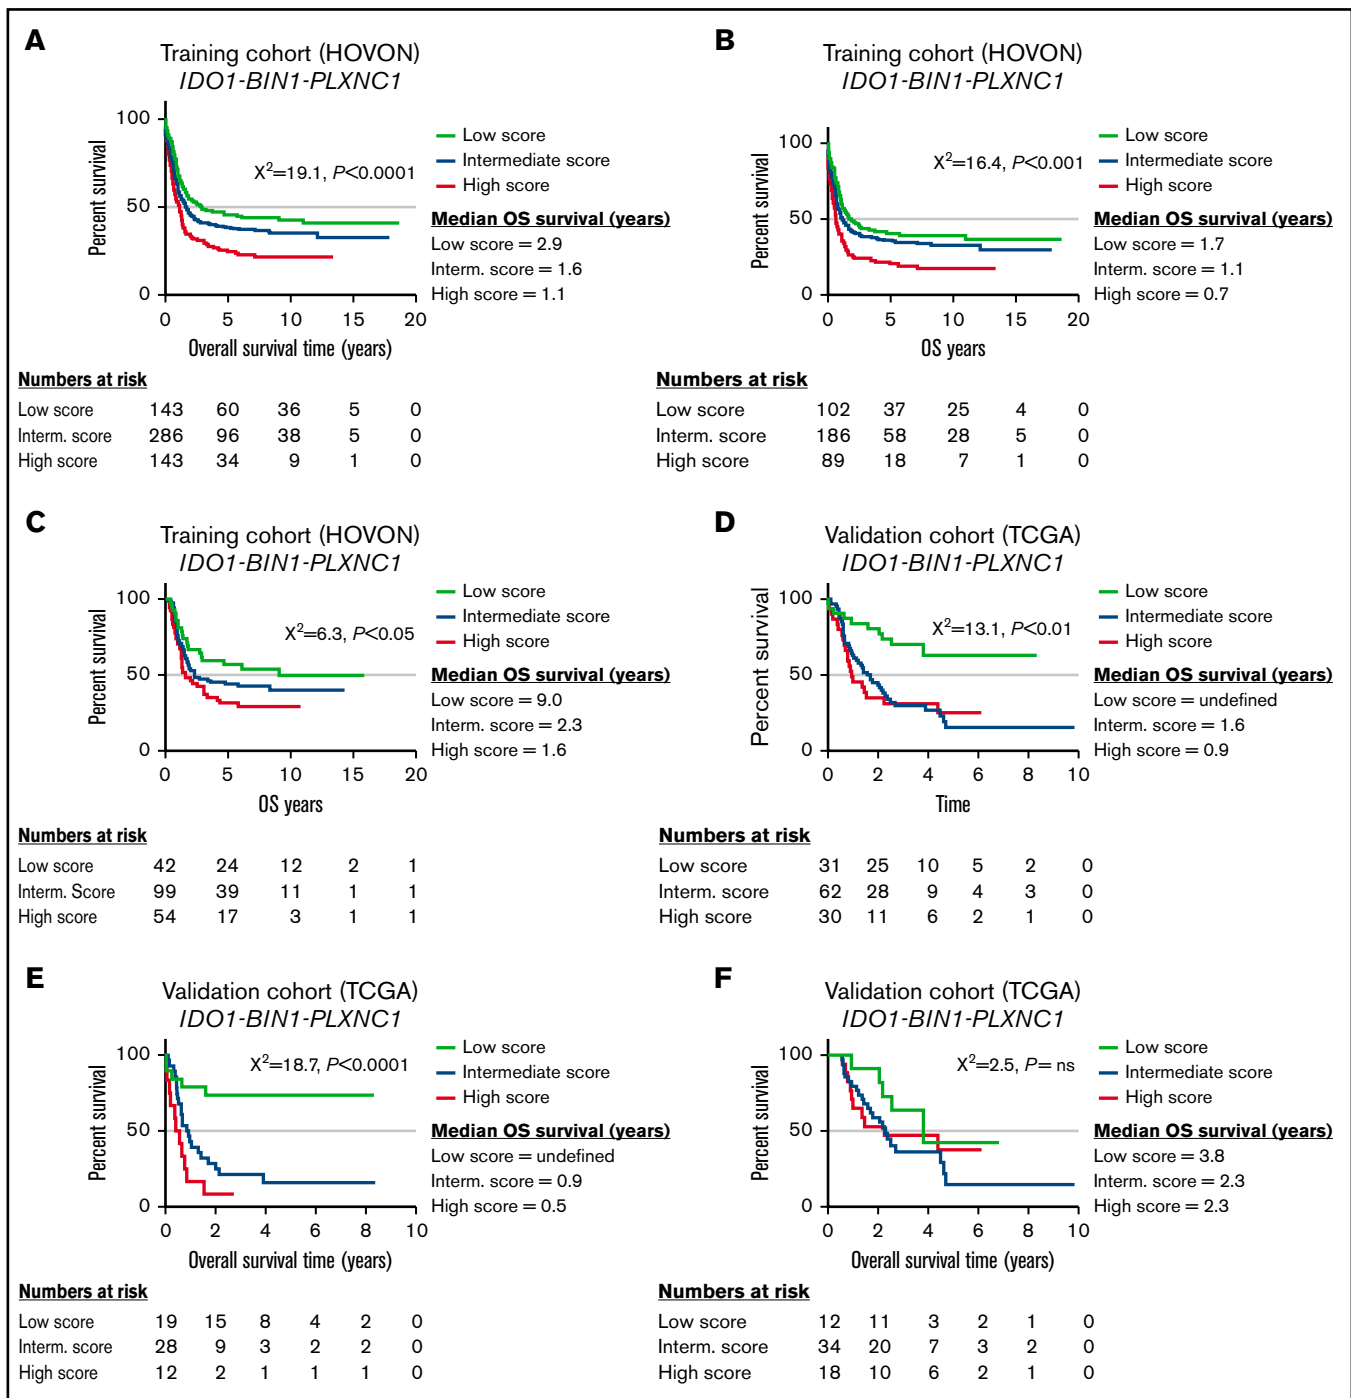 A
Training cohort (HOVON)
IDO1-BIN1-PLXNC1
Percent survival
100
50
0
X2=19.1, P<0.0001
0 5 10 15 20
Overall survival time (years)
Low score
Intermediate score
High score
Median OS survival (years)
Low score = 2.9
Interm. score = 1.6
High score = 1.1
Numbers at risk
Low score 143 60 36 5 0
Interm. score 286 96 38 5 0
High score 143 34 9 1 0
B
Training cohort (HOVON)
IDO1-BIN1-PLXNC1
Percent survival
100
50
0
X2=16.4, P<0.001
0 5 10 15 20
OS years
Low score
Intermediate score
High score
Median OS survival (years)
Low score = 1.7
Interm. score = 1.1
High score = 0.7
Numbers at risk
Low score 102 37 25 4 0
Interm. score 186 58 28 5 0
High score 89 18 7 1 0
C
Training cohort (HOVON)
IDO1-BIN1-PLXNC1
Percent survival
100
50
0
X2=6.3, P<0.05
0 5 10 15 20
OS years
Low score
Intermediate score
High score
Median OS survival (years)
Low score = 9.0
Interm. score = 2.3
High score = 1.6
Numbers at risk
Low score 42 24 12 2 1
Interm. Score 99 39 11 1 1
High score 54 17 3 1 1
D
Validation cohort (TCGA)
IDO1-BIN1-PLXNC1
Percent survival
100
50
0
X2=13.1, P<0.01
0 2 4 6 8 10
Time
Low score
Intermediate score
High score
Median OS survival (years)
Low score = undefined
Interm. score = 1.6
High score = 0.9
Numbers at risk
Low score 31 25 10 5 2 0
Interm. score 62 28 9 4 3 0
High score 30 11 6 2 1 0
E
Validation cohort (TCGA)
IDO1-BIN1-PLXNC1
Percent survival
100
50
0
X2=18.7, P<0.0001
0 2 4 6 8 10
Overall survival time (years)
Low score
Intermediate score
High score
Median OS survival (years)
Low score = undefined
Interm. score = 0.9
High score = 0.5
Numbers at risk
Low score 19 15 8 4 2 0
Interm. score 28 9 3 2 2 0
High score 12 2 1 1 1 0
F
Validation cohort (TCGA)
IDO1-BIN1-PLXNC1
Percent survival
100
50
0
X2=2.5, P= ns
0 2 4 6 8 10
Overall survival time (years)
Low score
Intermediate score
High score
Median OS survival (years)
Low score = 3.8
Interm. score = 2.3
High score = 2.3
Numbers at risk
Low score 12 11 3 2 1 0
Interm. score 34 20 7 3 2 0
High score 18 10 6 2 1 0